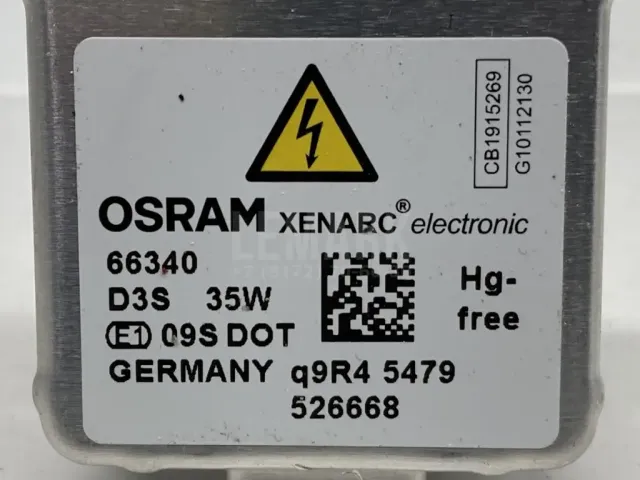 CB1915269
G10112130
OSRAM XENARC® electronic
66340
D3S 35W
Hg-
free
E1 09S DOT
GERMANY q9R4 5479
526668